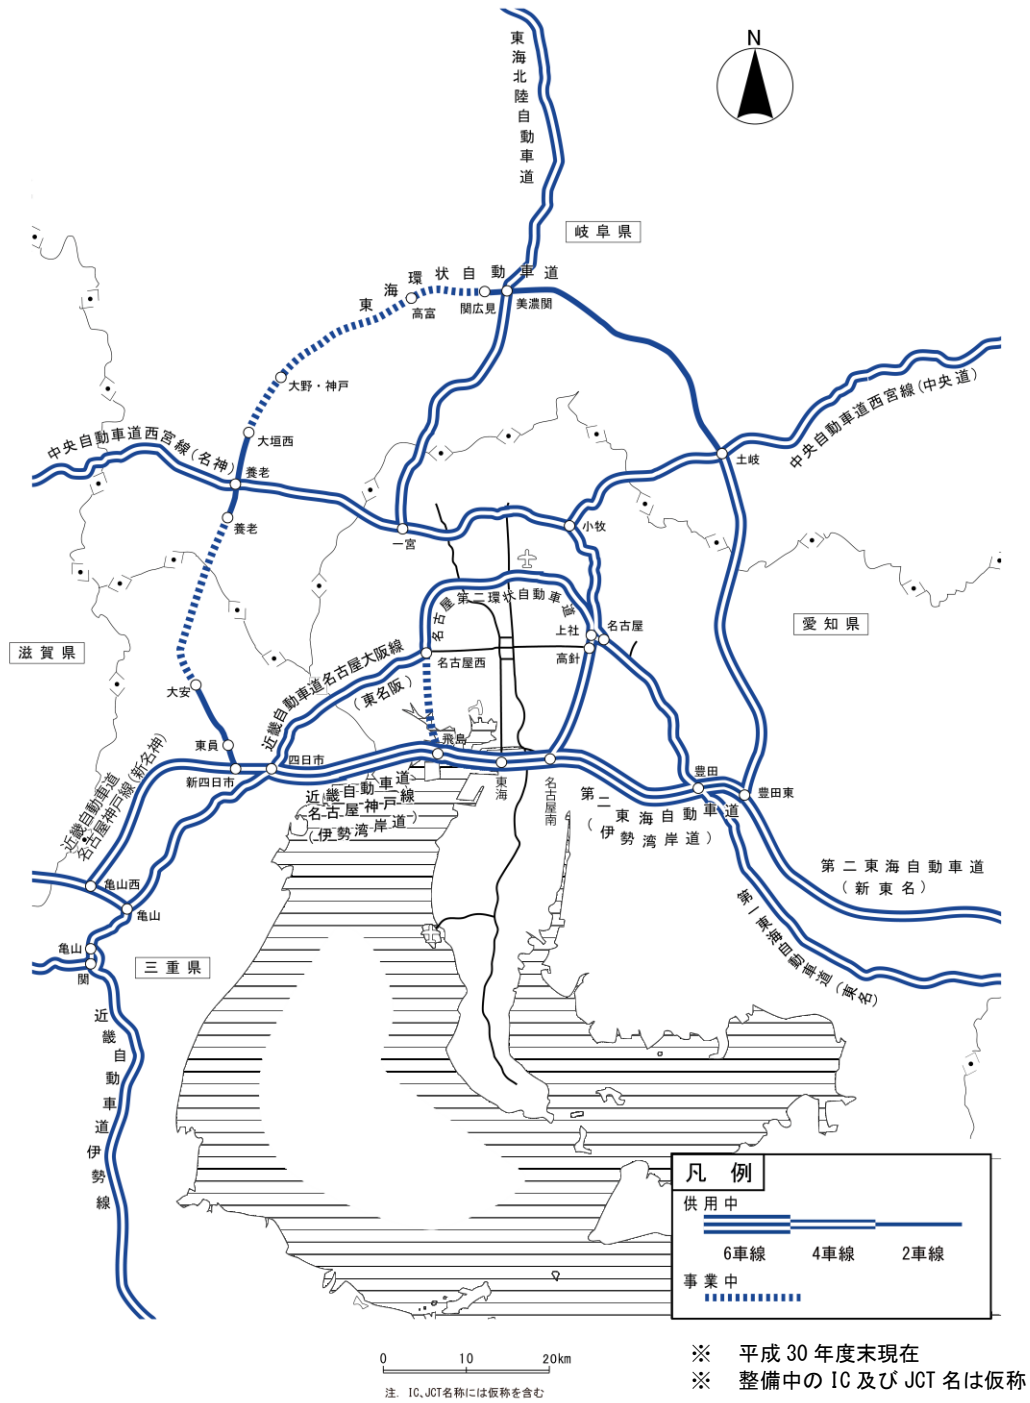 N
東海北陸自動車道
岐阜県
東海環状自動車道
関広見
美濃関
高富
大野・神戸
大垣西
中央自動車道西宮線(名神)
養老
養老
中央自動車道西宮線(中央道)
土岐
一宮
小牧
名古屋第二環状自動車道
上社
名古屋
高針
名古屋西
愛知県
滋賀県
近畿自動車道名古屋大阪線
(東名阪)
大安
東員
新四日市
四日市
飛島
東海
名古屋南
豊田
豊田東
近畿自動車道
名古屋神戸線(新名神)
近畿自動車道
名古屋神戸線
(伊勢湾岸道)
第二東海自動車道
(伊勢湾岸道)
第二東海自動車道
(新東名)
第一東海自動車道(東名)
亀山西
亀山
亀山
関
三重県
近畿自動車道伊勢線
凡例
供用中
6車線
4車線
2車線
事業中
0 10 20km
注. IC、JCT名称には仮称を含む
※ 平成30年度末現在
※ 整備中のIC及びJCT名は仮称